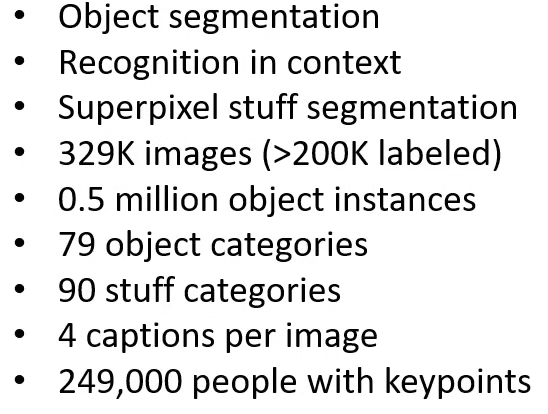 • Object segmentation
• Recognition in context
• Superpixel stuff segmentation
• 329K images (>200K labeled)
• 0.5 million object instances
• 79 object categories
• 90 stuff categories
• 4 captions per image
• 249,000 people with keypoints